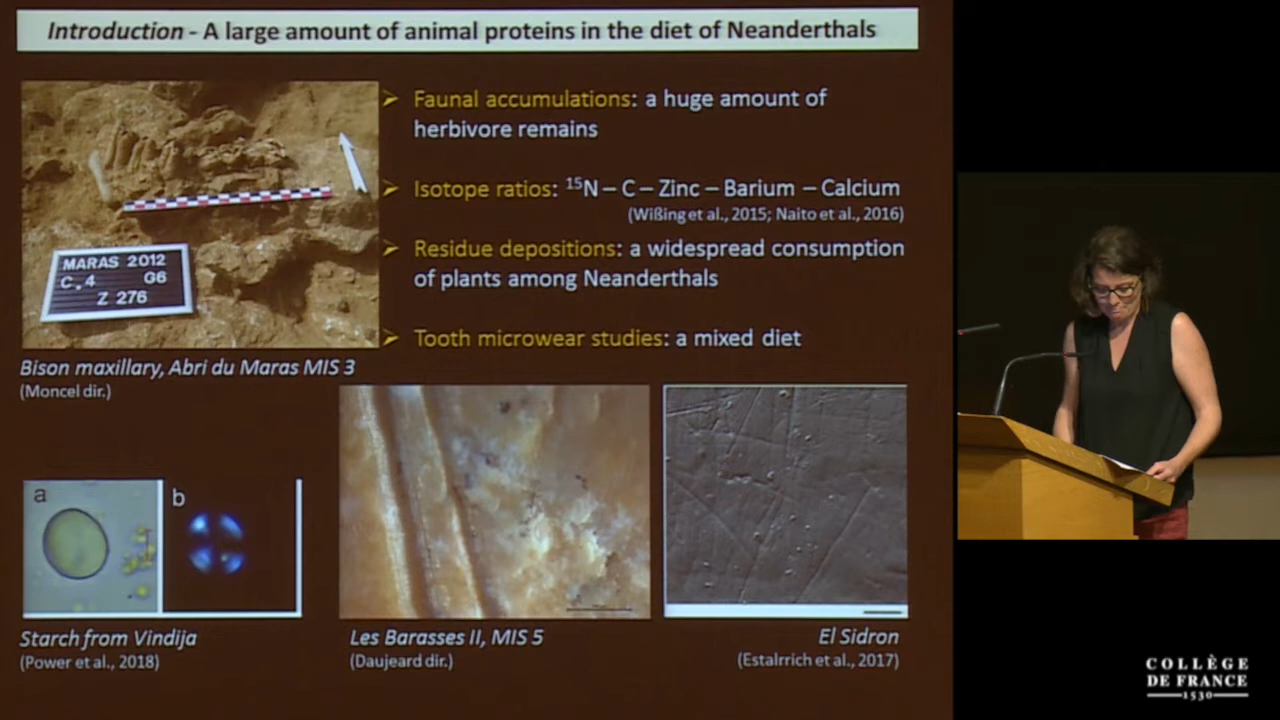 Introduction - A large amount of animal proteins in the diet of Neanderthals
MARAS 2012
C.4 G6
Z 276
Bison maxillary, Abri du Maras MIS 3
(Moncel dir.)
➤ Faunal accumulations: a huge amount of
herbivore remains
➤ Isotope ratios: ¹⁵N – C – Zinc – Barium – Calcium
(Wißing et al., 2015; Naito et al., 2016)
➤ Residue depositions: a widespread consumption
of plants among Neanderthals
➤ Tooth microwear studies: a mixed diet
a
b
Starch from Vindija
(Power et al., 2018)
Les Barasses II, MIS 5
(Daujeard dir.)
El Sidron
(Estalrrich et al., 2017)
COLLÈGE
DE FRANCE
1530